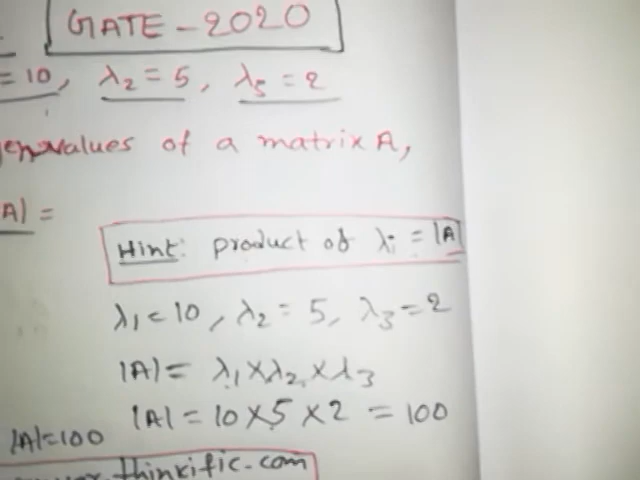 GATE - 2020
= 10, λ2 = 5, λ5 = 2
values of a matrix A,
A| =
Hint: product of λi = |A|
λ1 = 10, λ2 = 5, λ3 = 2
|A| = λ1 × λ2 × λ3
|A| = 10 × 5 × 2 = 100
|A| = 100
thinkific.com